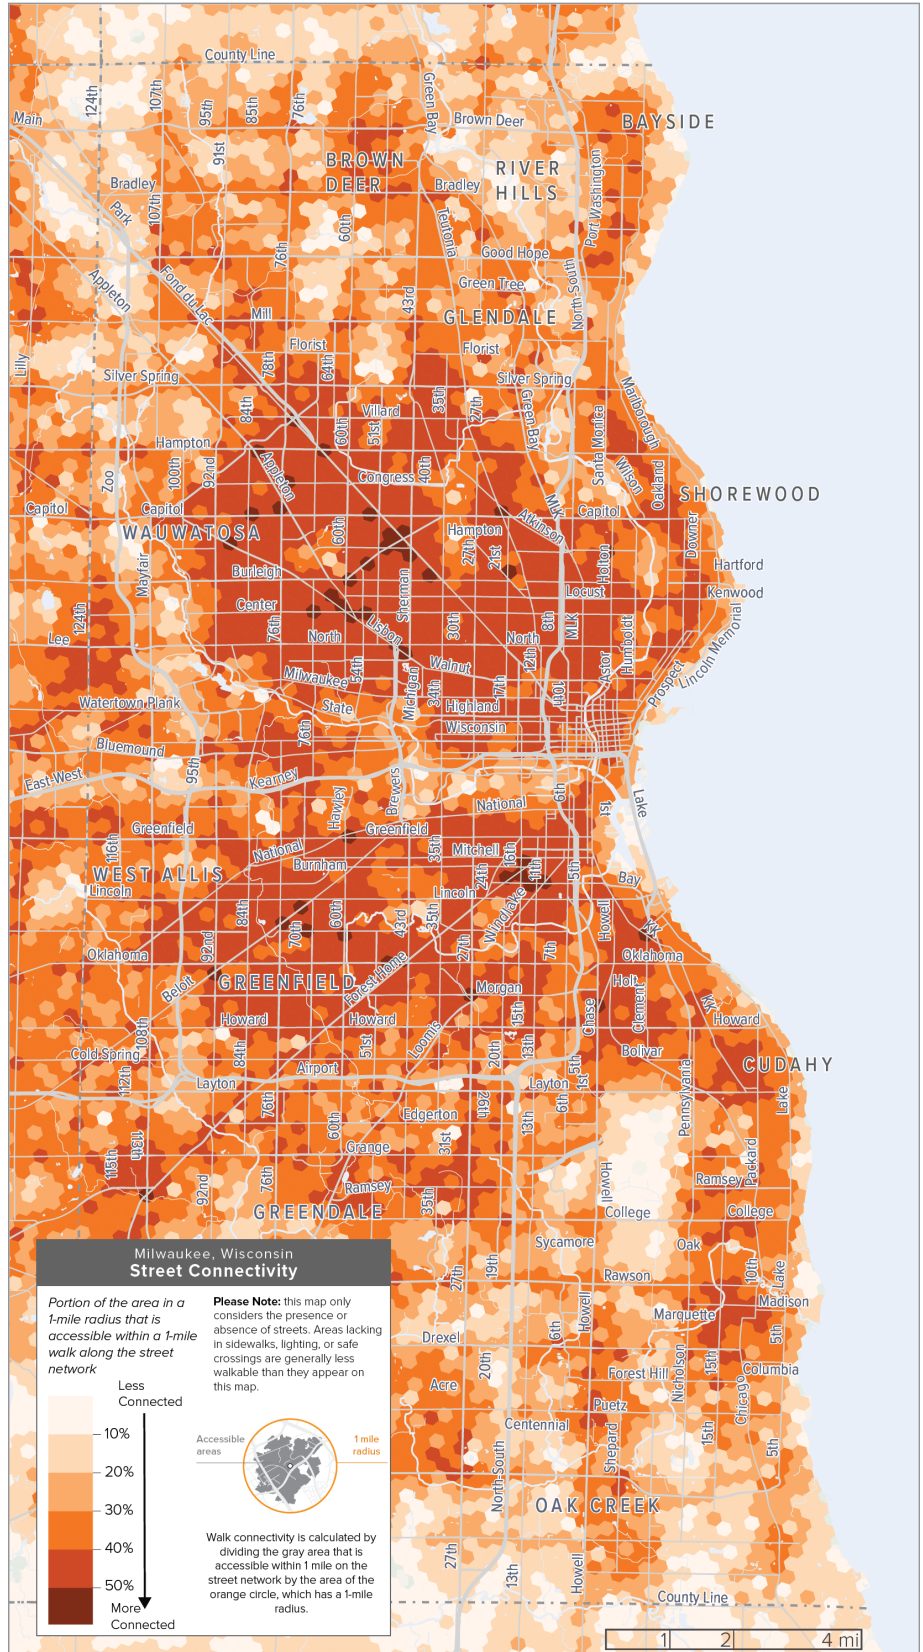 County Line
124th
107th
95th
85th
76th
Green Bay
Main
Brown Deer
BAYSIDE
91st
BROWN
DEER
RIVER
HILLS
Port Washington
Bradley
Bradley
Park
107th
60th
Teutonia
76th
Good Hope
Appleton
Fond du Lac
Green Tree
North-South
43rd
Mill
GLENDALE
Florist
Florist
Lilly
78th
64th
Silver Spring
Silver Spring
Marlborough
84th
Villard
35th
27th
Green Bay
Santa Monica
60th
51st
Hampton
Zoo
100th
92nd
Appleton
Congress
40th
Wilson
Oakland
SHOREWOOD
Capitol
Capitol
MLK
Atkinson
Capitol
WAUWATOSA
60th
Hampton
27th
21st
Downer
Holton
Hartford
Mayfair
Burleigh
Sherman
Locust
Kenwood
124th
Center
76th
Lisbon
30th
8th
MLK
Humboldt
Lincoln Memorial
Lee
North
North
12th
Astor
Milwaukee
54th
Walnut
Prospect
Michigan
34th
17th
10th
Watertown Plank
State
Highland
76th
Wisconsin
Bluemound
95th
East-West
Kearney
Brewers
Hawley
National
6th
1st
Lake
Greenfield
Greenfield
116th
National
35th
Mitchell
16th
Burnham
24th
11th
5th
WEST ALLIS
Lincoln
Lincoln
Bay
84th
60th
43rd
35th
Windlake
Howell
KK
70th
92nd
27th
7th
Oklahoma
Oklahoma
Beloit
GREENFIELD
Forest Home
Morgan
Holt
Clement
KK
15th
Chase
Howard
Howard
Howard
108th
Loomis
Cold Spring
84th
51st
20th
13th
Bolivar
CUDAHY
112th
Airport
Layton
Layton
5th
1st
Pennsylvania
Lake
76th
60th
Edgerton
26th
13th
6th
113th
31st
115th
Grange
Packard
92nd
76th
Ramsey
35th
Howell
Ramsey
GREENDALE
College
College
Sycamore
Oak
27th
19th
Rawson
10th
Lake
Madison
Howell
Marquette
Drexel
6th
5th
20th
Nicholson
15th
Forest Hill
Columbia
Acre
Puetz
Chicago
Centennial
Shepard
15th
5th
North-South
OAK CREEK
27th
13th
Howell
County Line
1
2
4 mi
Milwaukee, Wisconsin
Street Connectivity
Portion of the area in a
1-mile radius that is
accessible within a 1-mile
walk along the street
network
Less
Connected
10%
20%
30%
40%
50%
More
Connected
Please Note: this map only
considers the presence or
absence of streets. Areas lacking
in sidewalks, lighting, or safe
crossings are generally less
walkable than they appear on
this map.
Accessible
areas
1 mile
radius
Walk connectivity is calculated by
dividing the gray area that is
accessible within 1 mile on the
street network by the area of the
orange circle, which has a 1-mile
radius.